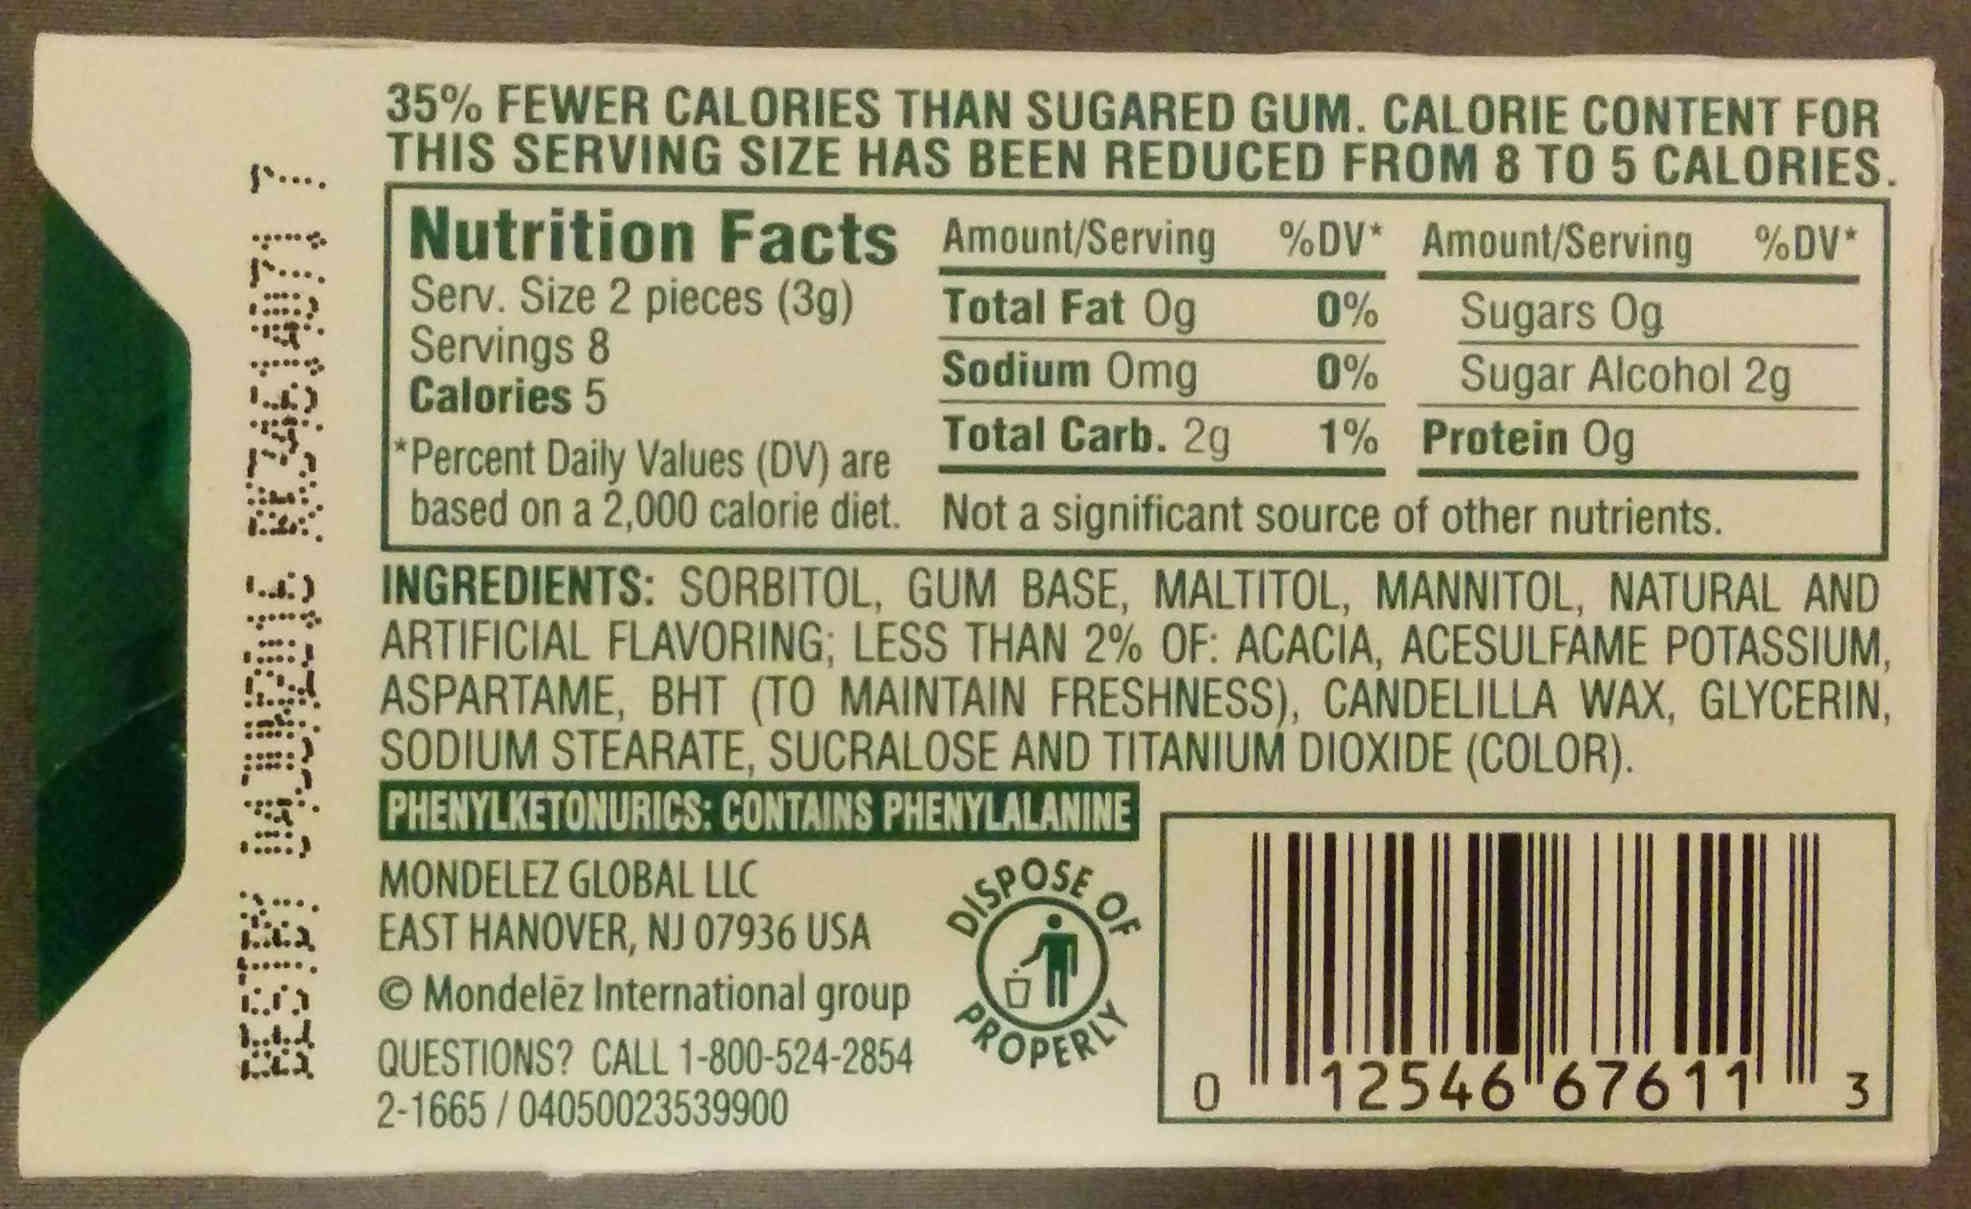 35% FEWER CALORIES THAN SUGARED GUM. CALORIE CONTENT FOR
THIS SERVING SIZE HAS BEEN REDUCED FROM 8 TO 5 CALORIES.
Nutrition Facts
Serv. Size 2 pieces (3g)
Servings 8
Calories 5
*Percent Daily Values (DV) are
based on a 2,000 calorie diet.
Amount/Serving %DV*
Total Fat 0g 0%
Sodium 0mg 0%
Total Carb. 2g 1%
Amount/Serving %DV*
Sugars 0g
Sugar Alcohol 2g
Protein 0g
Not a significant source of other nutrients.
INGREDIENTS: SORBITOL, GUM BASE, MALTITOL, MANNITOL, NATURAL AND
ARTIFICIAL FLAVORING; LESS THAN 2% OF: ACACIA, ACESULFAME POTASSIUM,
ASPARTAME, BHT (TO MAINTAIN FRESHNESS), CANDELILLA WAX, GLYCERIN,
SODIUM STEARATE, SUCRALOSE AND TITANIUM DIOXIDE (COLOR).
PHENYLKETONURICS: CONTAINS PHENYLALANINE
MONDELEZ GLOBAL LLC
EAST HANOVER, NJ 07936 USA
© Mondelēz International group
QUESTIONS? CALL 1-800-524-2854
2-1665 / 04050023539900
DISPOSE OF
PROPERLY
0 12546 67611 3
BEST BY